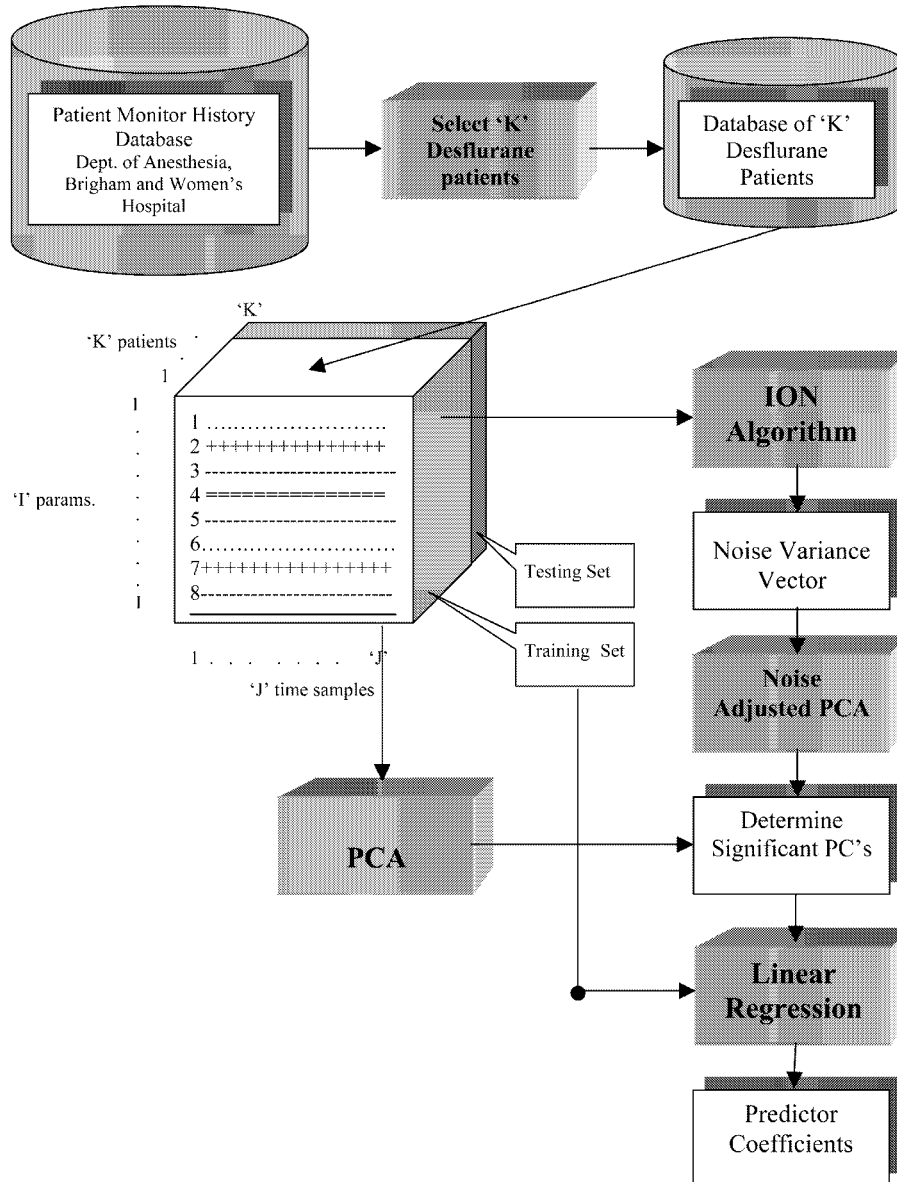 Patient Monitor History
Database
Dept. of Anesthesia,
Brigham and Women's
Hospital
Select 'K'
Desflurane
patients
Database of 'K'
Desflurane
Patients
'K'
'K' patients
1
1
'I' params.
1
1 ..............................
2 ++++++++++++++
3 ------------------------------
4 ==================
5 ------------------------------
6 ..............................
7 ++++++++++++++
8 ------------------------------
Testing Set
Training Set
1 . . . . . . . 'J'
'J' time samples
ION
Algorithm
Noise Variance
Vector
Noise
Adjusted PCA
PCA
Determine
Significant PC's
Linear
Regression
Predictor
Coefficients